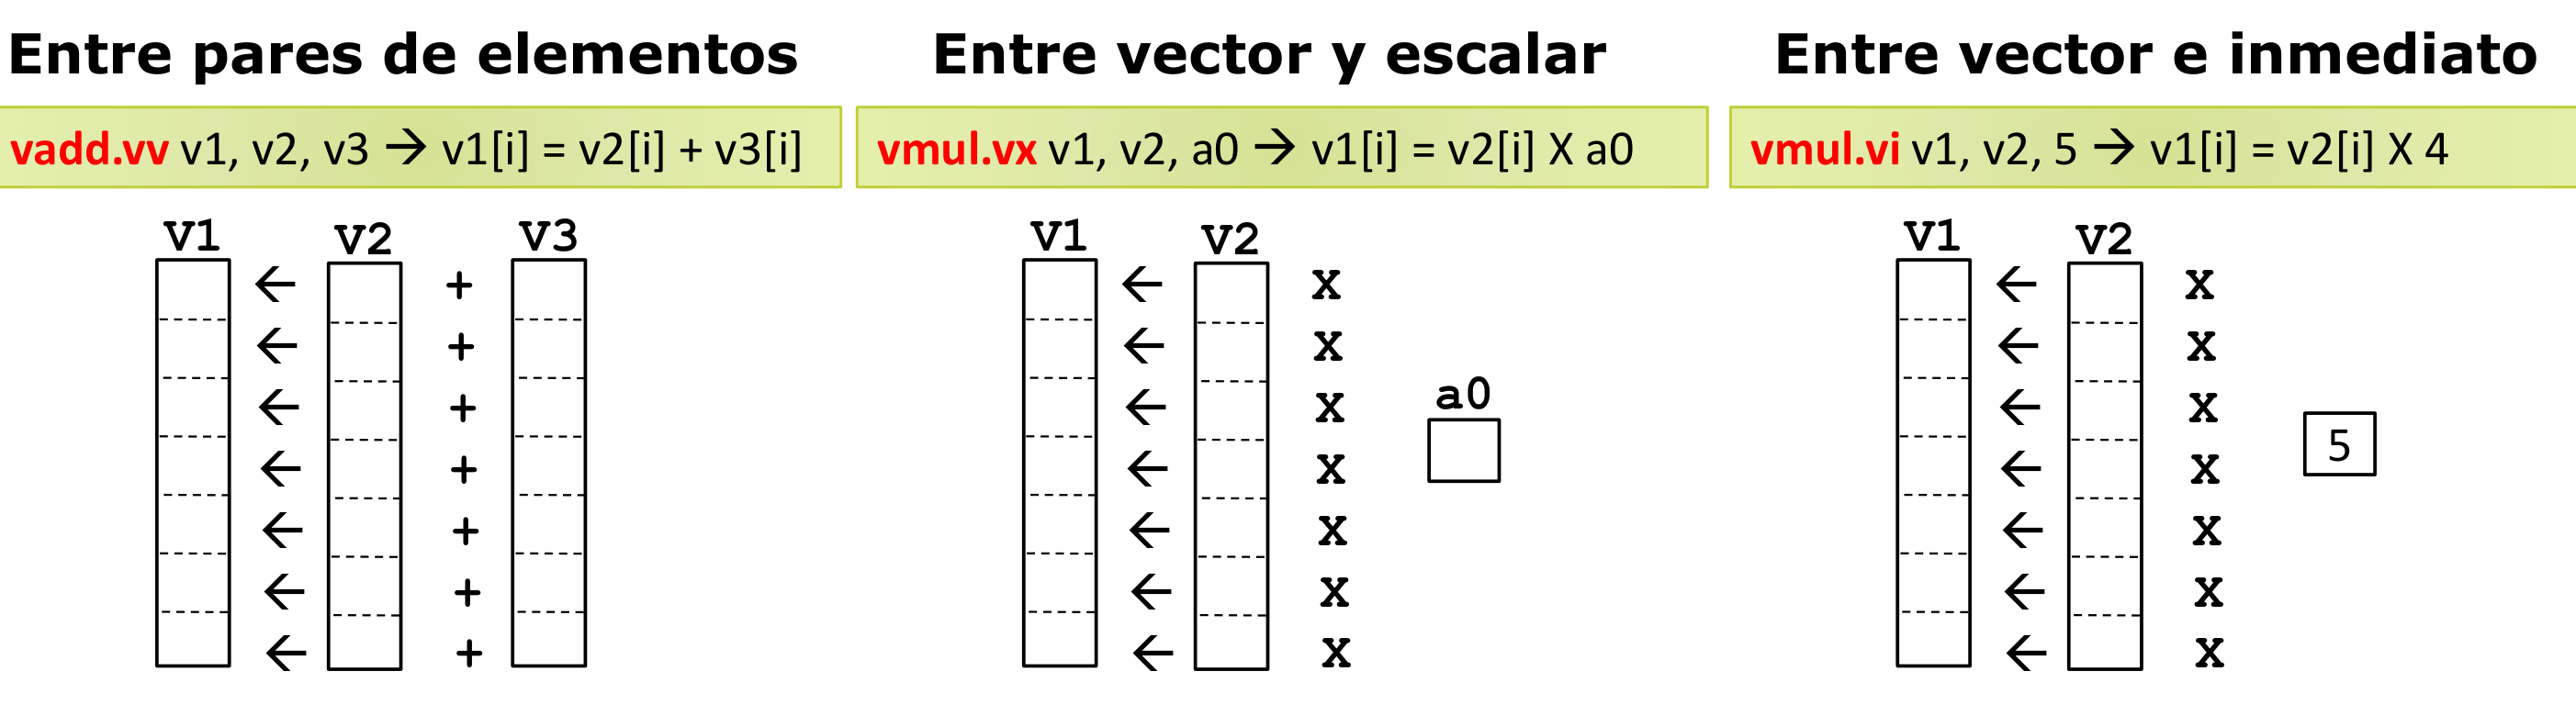 Entre pares de elementos
vadd.vv v1, v2, v3 → v1[i] = v2[i] + v3[i]
v1 v2 v3
← +
← +
← +
← +
← +
← +
← +
Entre vector y escalar
vmul.vx v1, v2, a0 → v1[i] = v2[i] X a0
v1 v2
← x
← x
← x
← x
← x
← x
← x
a0
Entre vector e inmediato
vmul.vi v1, v2, 5 → v1[i] = v2[i] X 4
v1 v2
← x
← x
← x
← x
← x
← x
← x
5